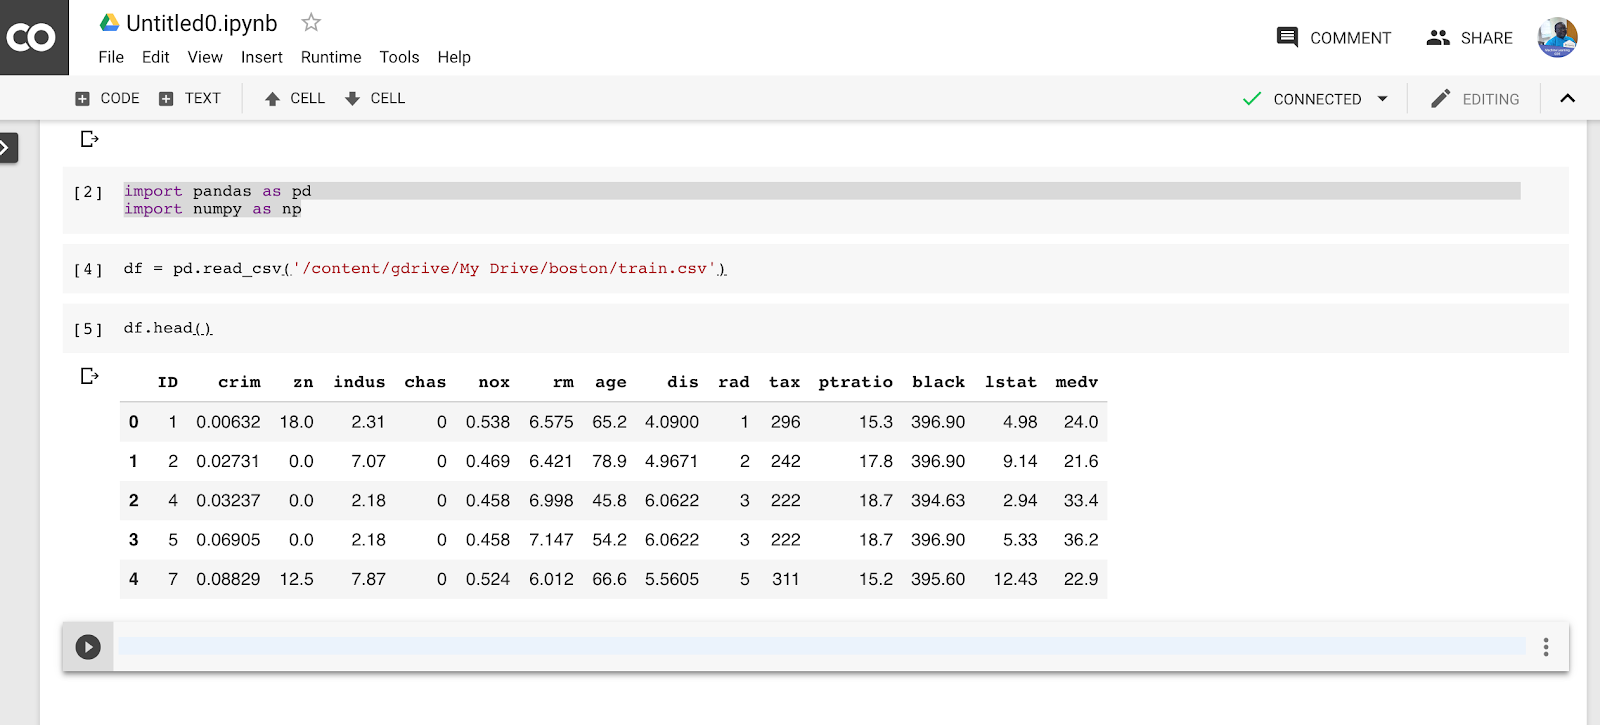 CO
Untitled0.ipynb
File Edit View Insert Runtime Tools Help
COMMENT SHARE
CODE TEXT CELL CELL
CONNECTED EDITING
[2] import pandas as pd
import numpy as np
[4] df = pd.read_csv('/content/gdrive/My Drive/boston/train.csv')
[5] df.head()
ID crim zn indus chas nox rm age dis rad tax ptratio black lstat medv
0 1 0.00632 18.0 2.31 0 0.538 6.575 65.2 4.0900 1 296 15.3 396.90 4.98 24.0
1 2 0.02731 0.0 7.07 0 0.469 6.421 78.9 4.9671 2 242 17.8 396.90 9.14 21.6
2 4 0.03237 0.0 2.18 0 0.458 6.998 45.8 6.0622 3 222 18.7 394.63 2.94 33.4
3 5 0.06905 0.0 2.18 0 0.458 7.147 54.2 6.0622 3 222 18.7 396.90 5.33 36.2
4 7 0.08829 12.5 7.87 0 0.524 6.012 66.6 5.5605 5 311 15.2 395.60 12.43 22.9